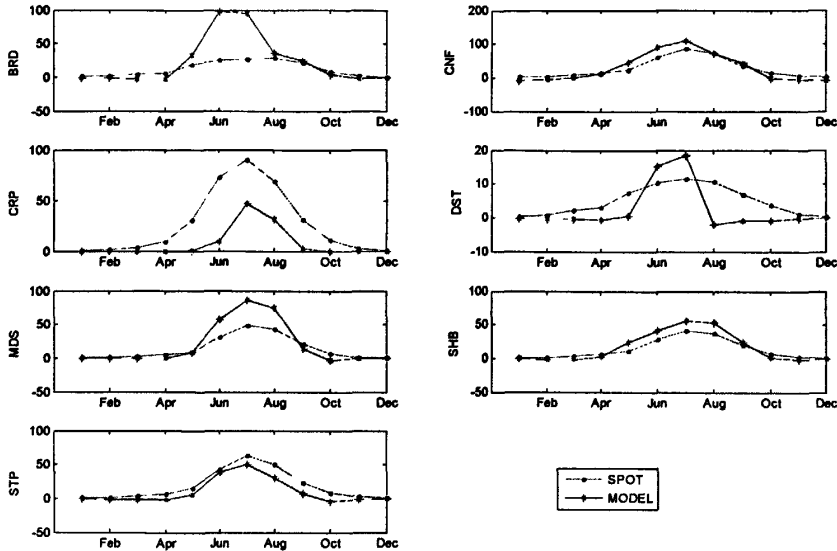 100
50
0
-50
BRD
Feb Apr Jun Aug Oct Dec
200
100
0
-100
CNF
Feb Apr Jun Aug Oct Dec
100
50
0
CRP
Feb Apr Jun Aug Oct Dec
20
10
0
-10
DST
Feb Apr Jun Aug Oct Dec
100
50
0
-50
MDS
Feb Apr Jun Aug Oct Dec
100
50
0
-50
SHB
Feb Apr Jun Aug Oct Dec
100
50
0
-50
STP
Feb Apr Jun Aug Oct Dec
SPOT
MODEL